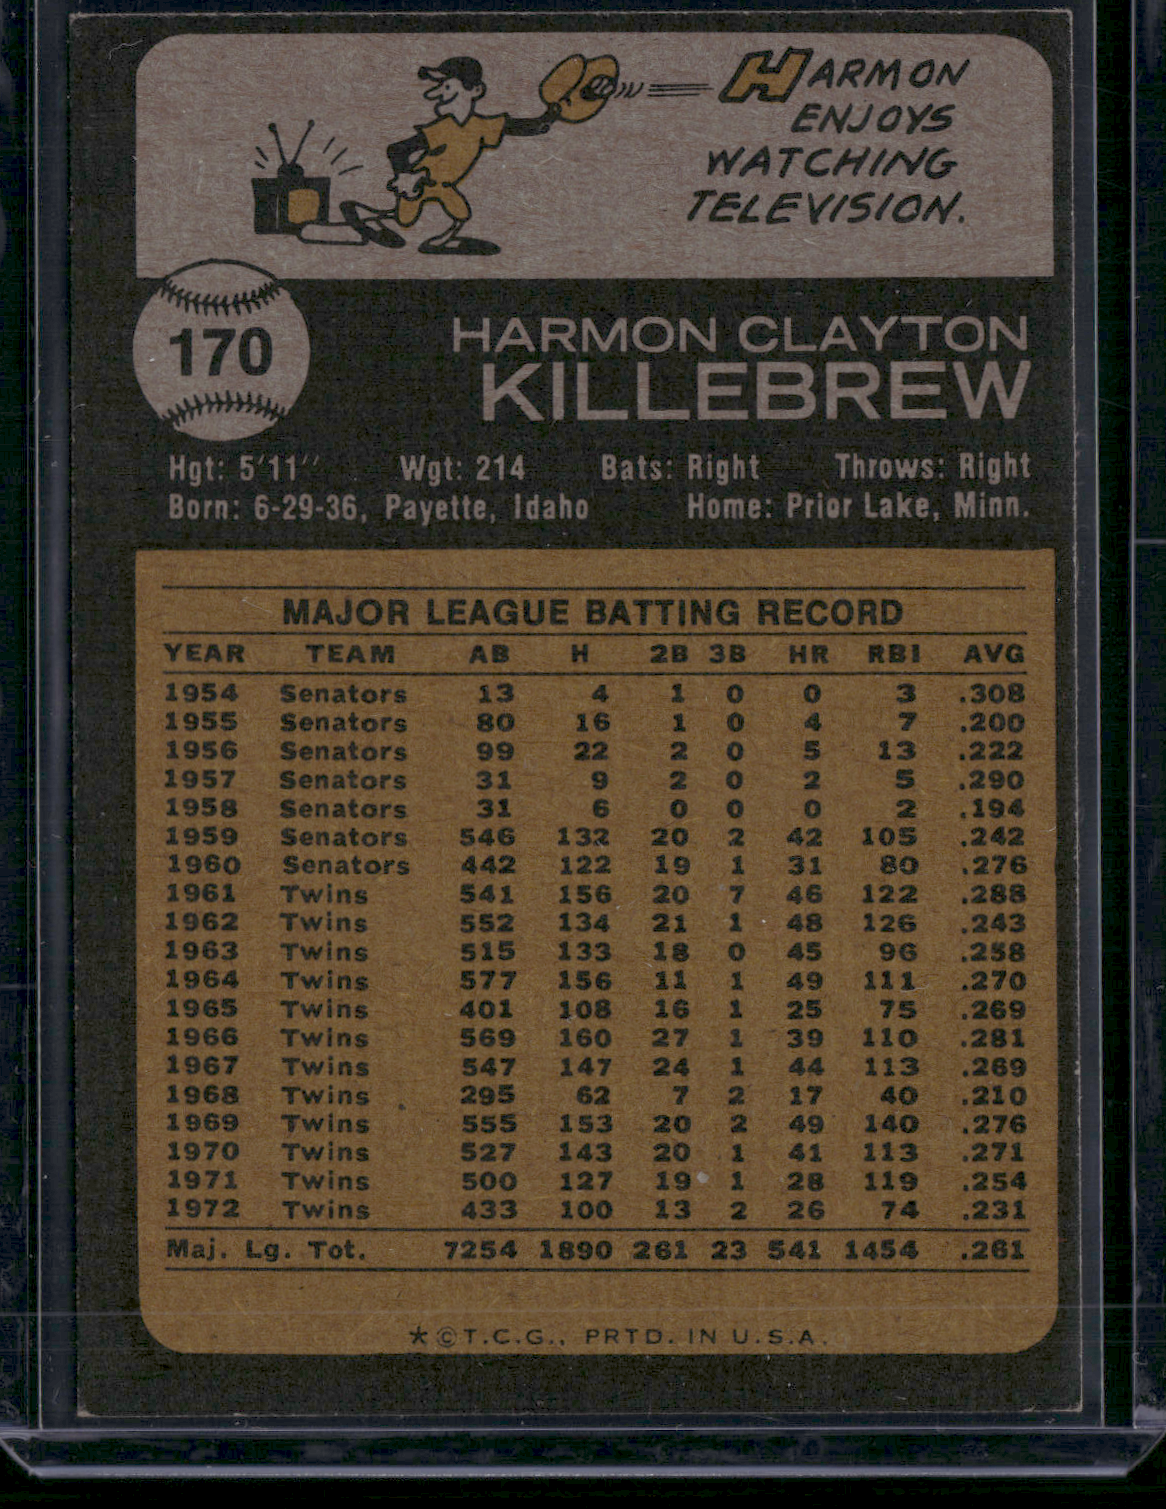 HARMON
ENJOYS
WATCHING
TELEVISION.
170
HARMON CLAYTON
KILLEBREW
Hgt: 5'11" Wgt: 214 Bats: Right Throws: Right
Born: 6-29-36, Payette, Idaho Home: Prior Lake, Minn.
MAJOR LEAGUE BATTING RECORD
YEAR TEAM AB H 2B 3B HR RBI AVG
1954 Senators 13 4 1 0 0 3 .308
1955 Senators 80 16 1 0 4 7 .200
1956 Senators 99 22 2 0 5 13 .222
1957 Senators 31 9 2 0 2 5 .290
1958 Senators 31 6 0 0 0 2 .194
1959 Senators 546 132 20 2 42 105 .242
1960 Senators 442 122 19 1 31 80 .276
1961 Twins 541 156 20 7 46 122 .288
1962 Twins 552 134 21 1 48 126 .243
1963 Twins 515 133 18 0 45 96 .258
1964 Twins 577 156 11 1 49 111 .270
1965 Twins 401 108 16 1 25 75 .269
1966 Twins 569 160 27 1 39 110 .281
1967 Twins 547 147 24 1 44 113 .269
1968 Twins 295 62 7 2 17 40 .210
1969 Twins 555 153 20 2 49 140 .276
1970 Twins 527 143 20 1 41 113 .271
1971 Twins 500 127 19 1 28 119 .254
1972 Twins 433 100 13 2 26 74 .231
Maj. Lg. Tot. 7254 1890 261 23 541 1454 .261
*©T.C.G., PRTD. IN U.S.A.